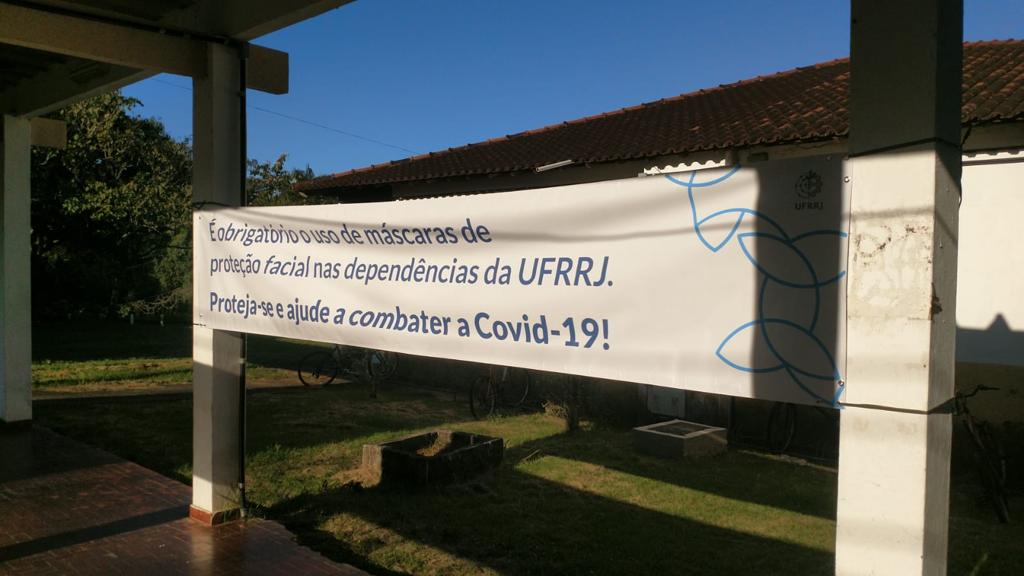 É obrigatório o uso de máscaras de
proteção facial nas dependências da UFRRJ.
Proteja-se e ajude a combater a Covid-19!
UFRRJ